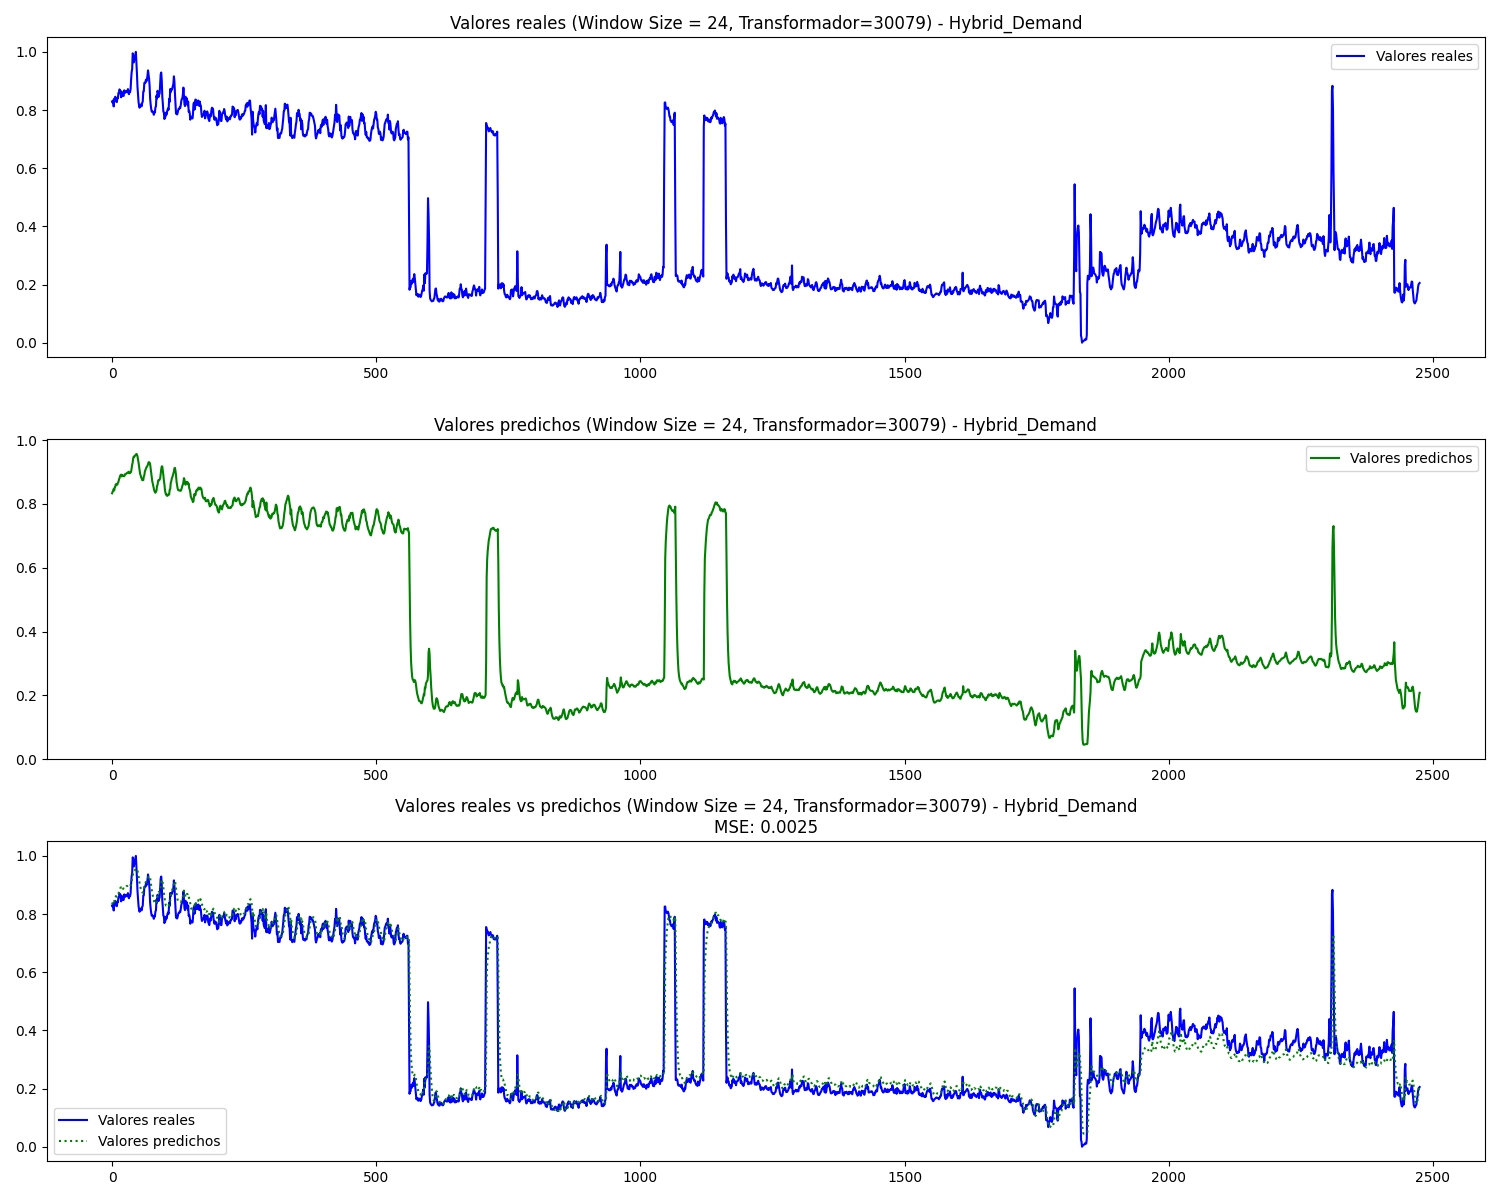 Valores reales (Window Size = 24, Transformador=30079) - Hybrid_Demand
1.0
0.8
0.6
0.4
0.2
0.0
Valores reales
0 500 1000 1500 2000 2500
Valores predichos (Window Size = 24, Transformador=30079) - Hybrid_Demand
1.0
0.8
0.6
0.4
0.2
0.0
Valores predichos
0 500 1000 1500 2000 2500
Valores reales vs predichos (Window Size = 24, Transformador=30079) - Hybrid_Demand
MSE: 0.0025
1.0
0.8
0.6
0.4
0.2
0.0
Valores reales
Valores predichos
0 500 1000 1500 2000 2500